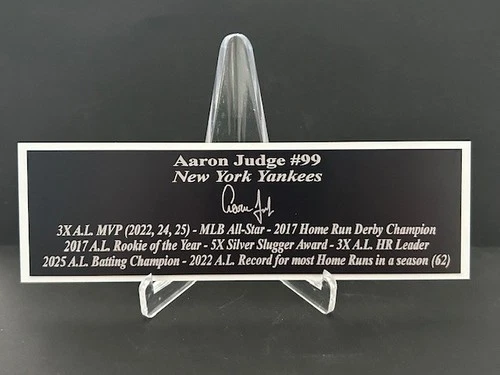 Aaron Judge #99
New York Yankees
Aaron Jud
3X A.L. MVP (2022, 24, 25) - MLB All-Star - 2017 Home Run Derby Champion
2017 A.L. Rookie of the Year - 5X Silver Slugger Award - 3X A.L. HR Leader
2025 A.L. Batting Champion - 2022 A.L. Record for most Home Runs in a season (62)